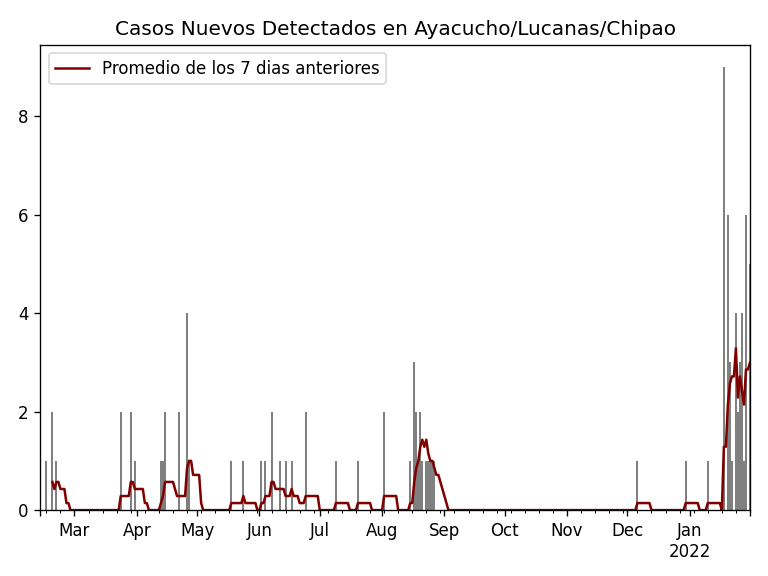 Casos Nuevos Detectados en Ayacucho/Lucanas/Chipao
Promedio de los 7 dias anteriores
8
6
4
2
0
Mar Apr May Jun Jul Aug Sep Oct Nov Dec Jan
2022